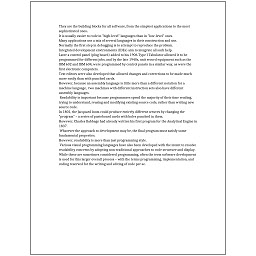 They are the building blocks for all software, from the simplest applications to the most
sophisticated ones.
It is usually easier to code in "high-level" languages than in "low-level" ones.
Many applications use a mix of several languages in their construction and use.
Normally the first step in debugging is to attempt to reproduce the problem.
Integrated development environments (IDEs) aim to integrate all such help.
Later a control panel (plug board) added to his 1906 Type I Tabulator allowed it to be
programmed for different jobs, and by the late 1940s, unit record equipment such as the
IBM 602 and IBM 604, were programmed by control panels in a similar way, as were the
first electronic computers.
Text editors were also developed that allowed changes and corrections to be made much
more easily than with punched cards.
However, because an assembly language is little more than a different notation for a
machine language, two machines with different instruction sets also have different
assembly languages.
Readability is important because programmers spend the majority of their time reading,
trying to understand, reusing and modifying existing source code, rather than writing new
source code.
In 1801, the Jacquard loom could produce entirely different weaves by changing the
"program" – a series of pasteboard cards with holes punched in them.
However, Charles Babbage had already written his first program for the Analytical Engine in
1837.
Whatever the approach to development may be, the final program must satisfy some
fundamental properties.
However, readability is more than just programming style.
Various visual programming languages have also been developed with the intent to resolve
readability concerns by adopting non-traditional approaches to code structure and display.
While these are sometimes considered programming, often the term software development
is used for this larger overall process – with the terms programming, implementation, and
coding reserved for the writing and editing of code per se.